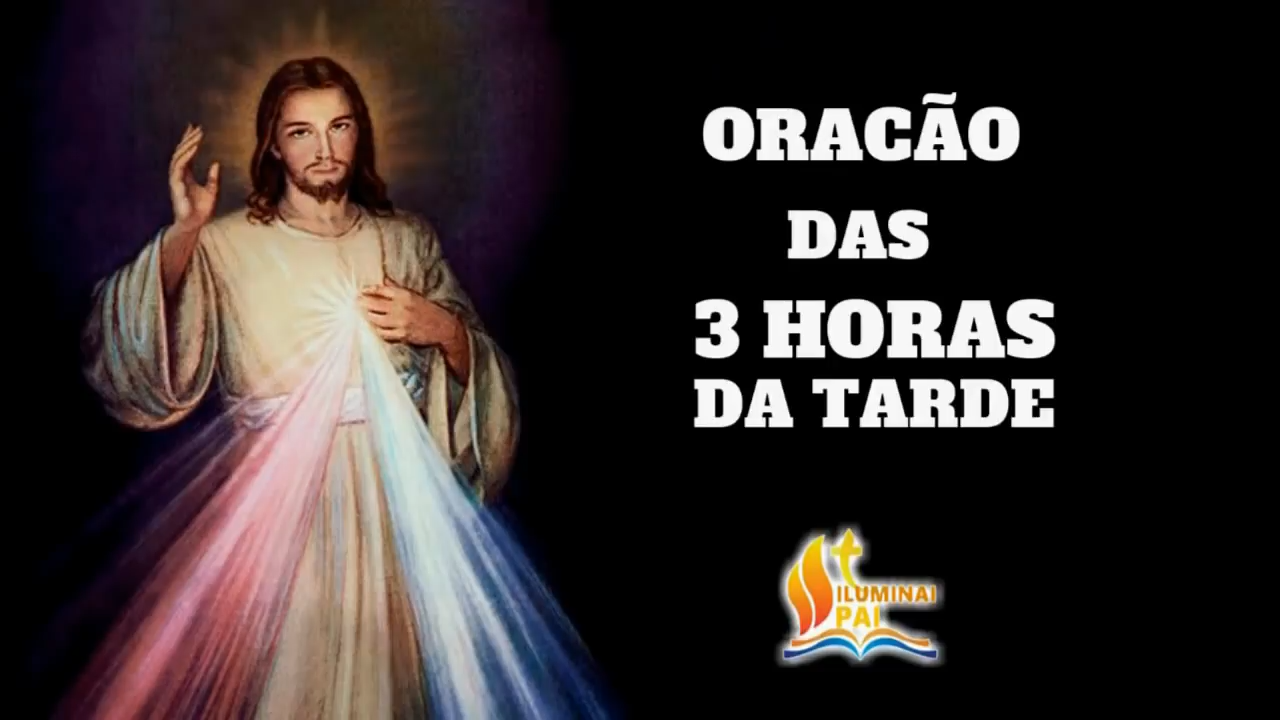 ORACÃO
DAS
3 HORAS
DA TARDE
ILUMINAI
PAI